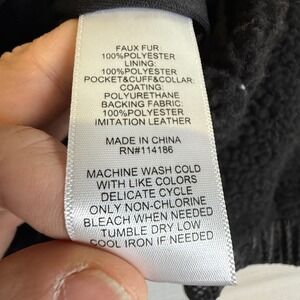 FAUX FUR:
100%POLYESTER
LINING:
100%POLYESTER
POCKET&CUFF&COLLAR:
COATING:
POLYURETHANE
BACKING FABRIC:
100%POLYESTER
IMITATION LEATHER
MADE IN CHINA
RN#114186
MACHINE WASH COLD
WITH LIKE COLORS
DELICATE CYCLE
ONLY NON-CHLORINE
BLEACH WHEN NEEDED
TUMBLE DRY LOW
COOL IRON IF NEEDED